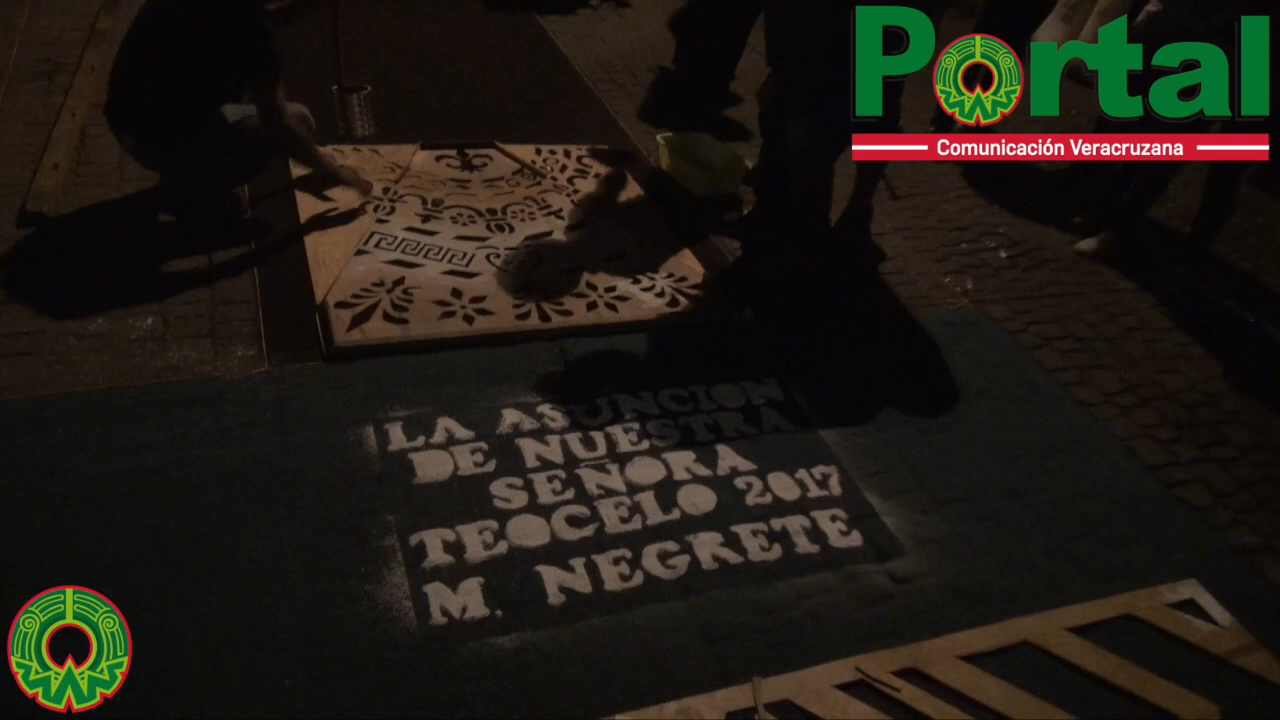 Portal
Comunicación Veracruzana
LA ASUNCION
DE NUESTRA
SEÑORA
TEOCELO 2017
M. NEGRETE